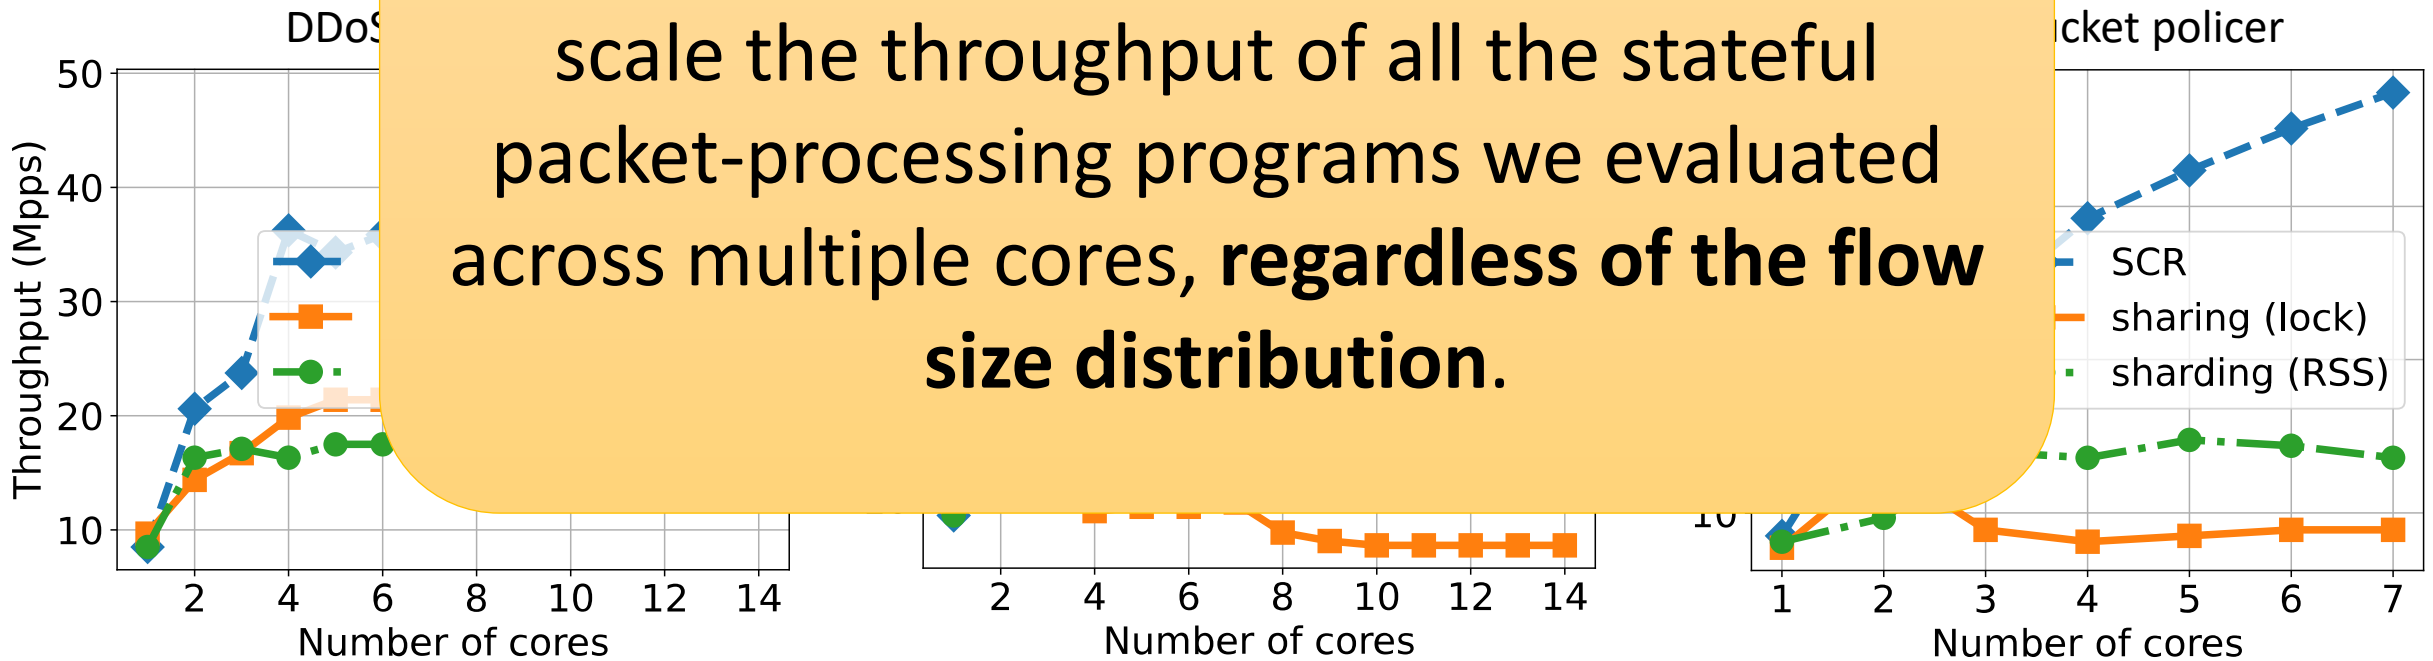 DDoS
cket policer
scale the throughput of all the stateful
packet-processing programs we evaluated
across multiple cores, regardless of the flow
size distribution.
Throughput (Mpps)
50
40
30
20
10
2 4 6 8 10 12 14
Number of cores
2 4 6 8 10 12 14
Number of cores
SCR
sharing (lock)
sharding (RSS)
10
1 2 3 4 5 6 7
Number of cores